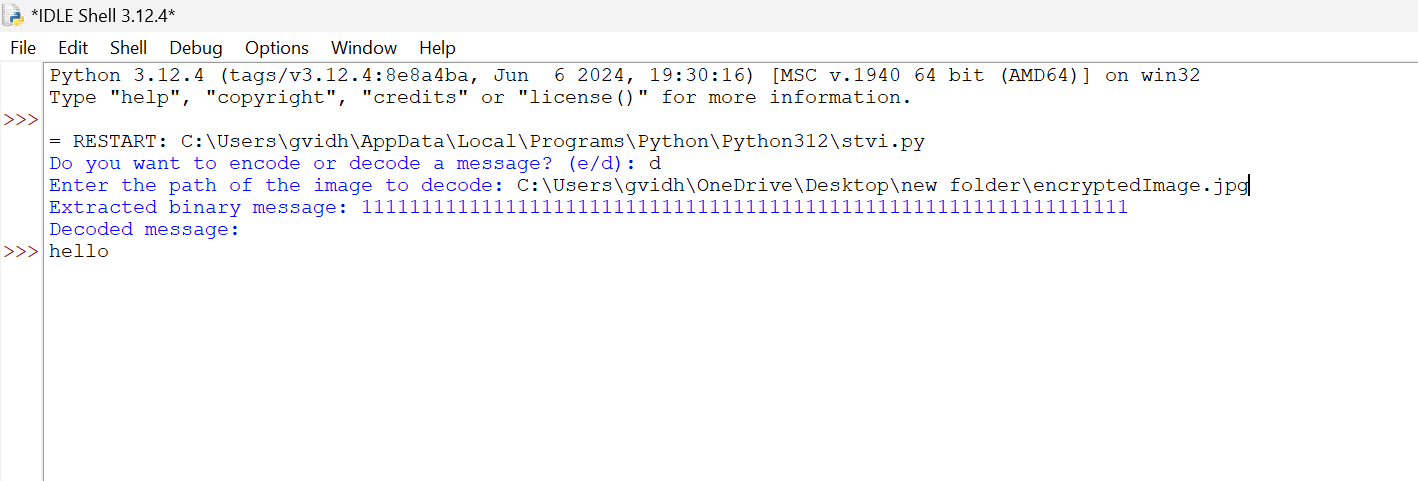 *IDLE Shell 3.12.4*
File Edit Shell Debug Options Window Help
Python 3.12.4 (tags/v3.12.4:8e8a4ba, Jun  6 2024, 19:30:16) [MSC v.1940 64 bit (AMD64)] on win32
Type "help", "copyright", "credits" or "license()" for more information.
>>>
= RESTART: C:\Users\gvidh\AppData\Local\Programs\Python\Python312\stvi.py
Do you want to encode or decode a message? (e/d): d
Enter the path of the image to decode: C:\Users\gvidh\OneDrive\Desktop\new folder\encryptedImage.jpg
Extracted binary message: 1111111111111111111111111111111111111111111111111111111111111111
Decoded message:
>>> hello